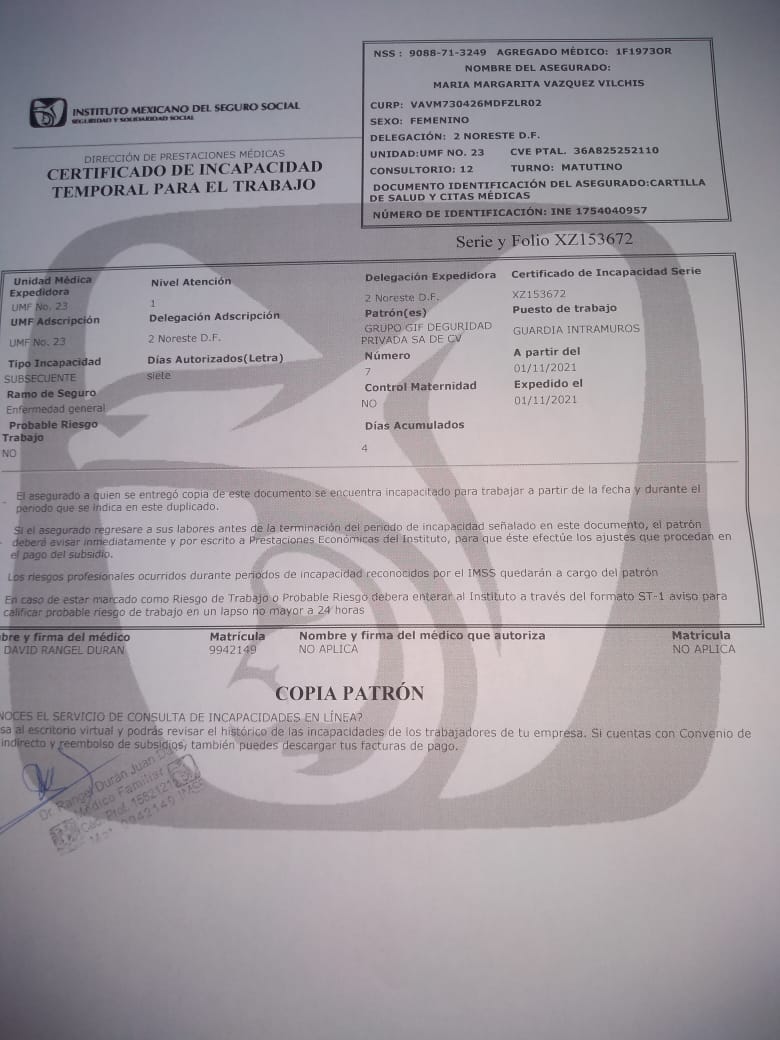 NSS : 9088-71-3249 AGREGADO MÉDICO: 1F1973OR
NOMBRE DEL ASEGURADO:
MARIA MARGARITA VAZQUEZ VILCHIS
CURP: VAVM730426MDFZLR02
SEXO: FEMENINO
DELEGACIÓN: 2 NORESTE D.F.
UNIDAD:UMF NO. 23 CVE PTAL. 36A825252110
CONSULTORIO: 12 TURNO: MATUTINO
DOCUMENTO IDENTIFICACIÓN DEL ASEGURADO:CARTILLA
DE SALUD Y CITAS MÉDICAS
NÚMERO DE IDENTIFICACIÓN: INE 1754040957
INSTITUTO MEXICANO DEL SEGURO SOCIAL
SEGURIDAD Y SOLIDARIDAD SOCIAL
DIRECCIÓN DE PRESTACIONES MÉDICAS
CERTIFICADO DE INCAPACIDAD
TEMPORAL PARA EL TRABAJO
Serie y Folio XZ153672
Unidad Médica
Expedidora
UMF No. 23
UMF Adscripción
UMF No. 23
Tipo Incapacidad
SUBSECUENTE
Ramo de Seguro
Enfermedad general
Probable Riesgo
Trabajo
NO
Nivel Atención
1
Delegación Adscripción
2 Noreste D.F.
Días Autorizados(Letra)
siete
Delegación Expedidora
2 Noreste D.F.
Patrón(es)
GRUPO GIF DEGURIDAD
PRIVADA SA DE CV
Número
7
Control Maternidad
NO
Días Acumulados
4
Certificado de Incapacidad Serie
XZ153672
Puesto de trabajo
GUARDIA INTRAMUROS
A partir del
01/11/2021
Expedido el
01/11/2021
El asegurado a quien se entregó copia de este documento se encuentra incapacitado para trabajar a partir de la fecha y durante el
periodo que se indica en este duplicado.
Si el asegurado regresare a sus labores antes de la terminación del periodo de incapacidad señalado en este documento, el patrón
deberá avisar inmediatamente y por escrito a Prestaciones Económicas del Instituto, para que éste efectúe los ajustes que procedan en
el pago del subsidio.
Los riesgos profesionales ocurridos durante periodos de incapacidad reconocidos por el IMSS quedarán a cargo del patrón
En caso de estar marcado como Riesgo de Trabajo o Probable Riesgo debera enterar al Instituto a través del formato ST-1 aviso para
calificar probable riesgo de trabajo en un lapso no mayor a 24 horas
bre y firma del médico Matrícula Nombre y firma del médico que autoriza Matricula
DAVID RANGEL DURAN 9942149 NO APLICA NO APLICA
COPIA PATRÓN
NOCES EL SERVICIO DE CONSULTA DE INCAPACIDADES EN LÍNEA?
sa al escritorio virtual y podrás revisar el histórico de las incapacidades de los trabajadores de tu empresa. Si cuentas con Convenio de
indirecto y reembolso de subsidios, también puedes descargar tus facturas de pago.
Dr. Rangel Durán Juan
Médico Familiar
Céd. Prof.
Mat. 9942149 IMSS